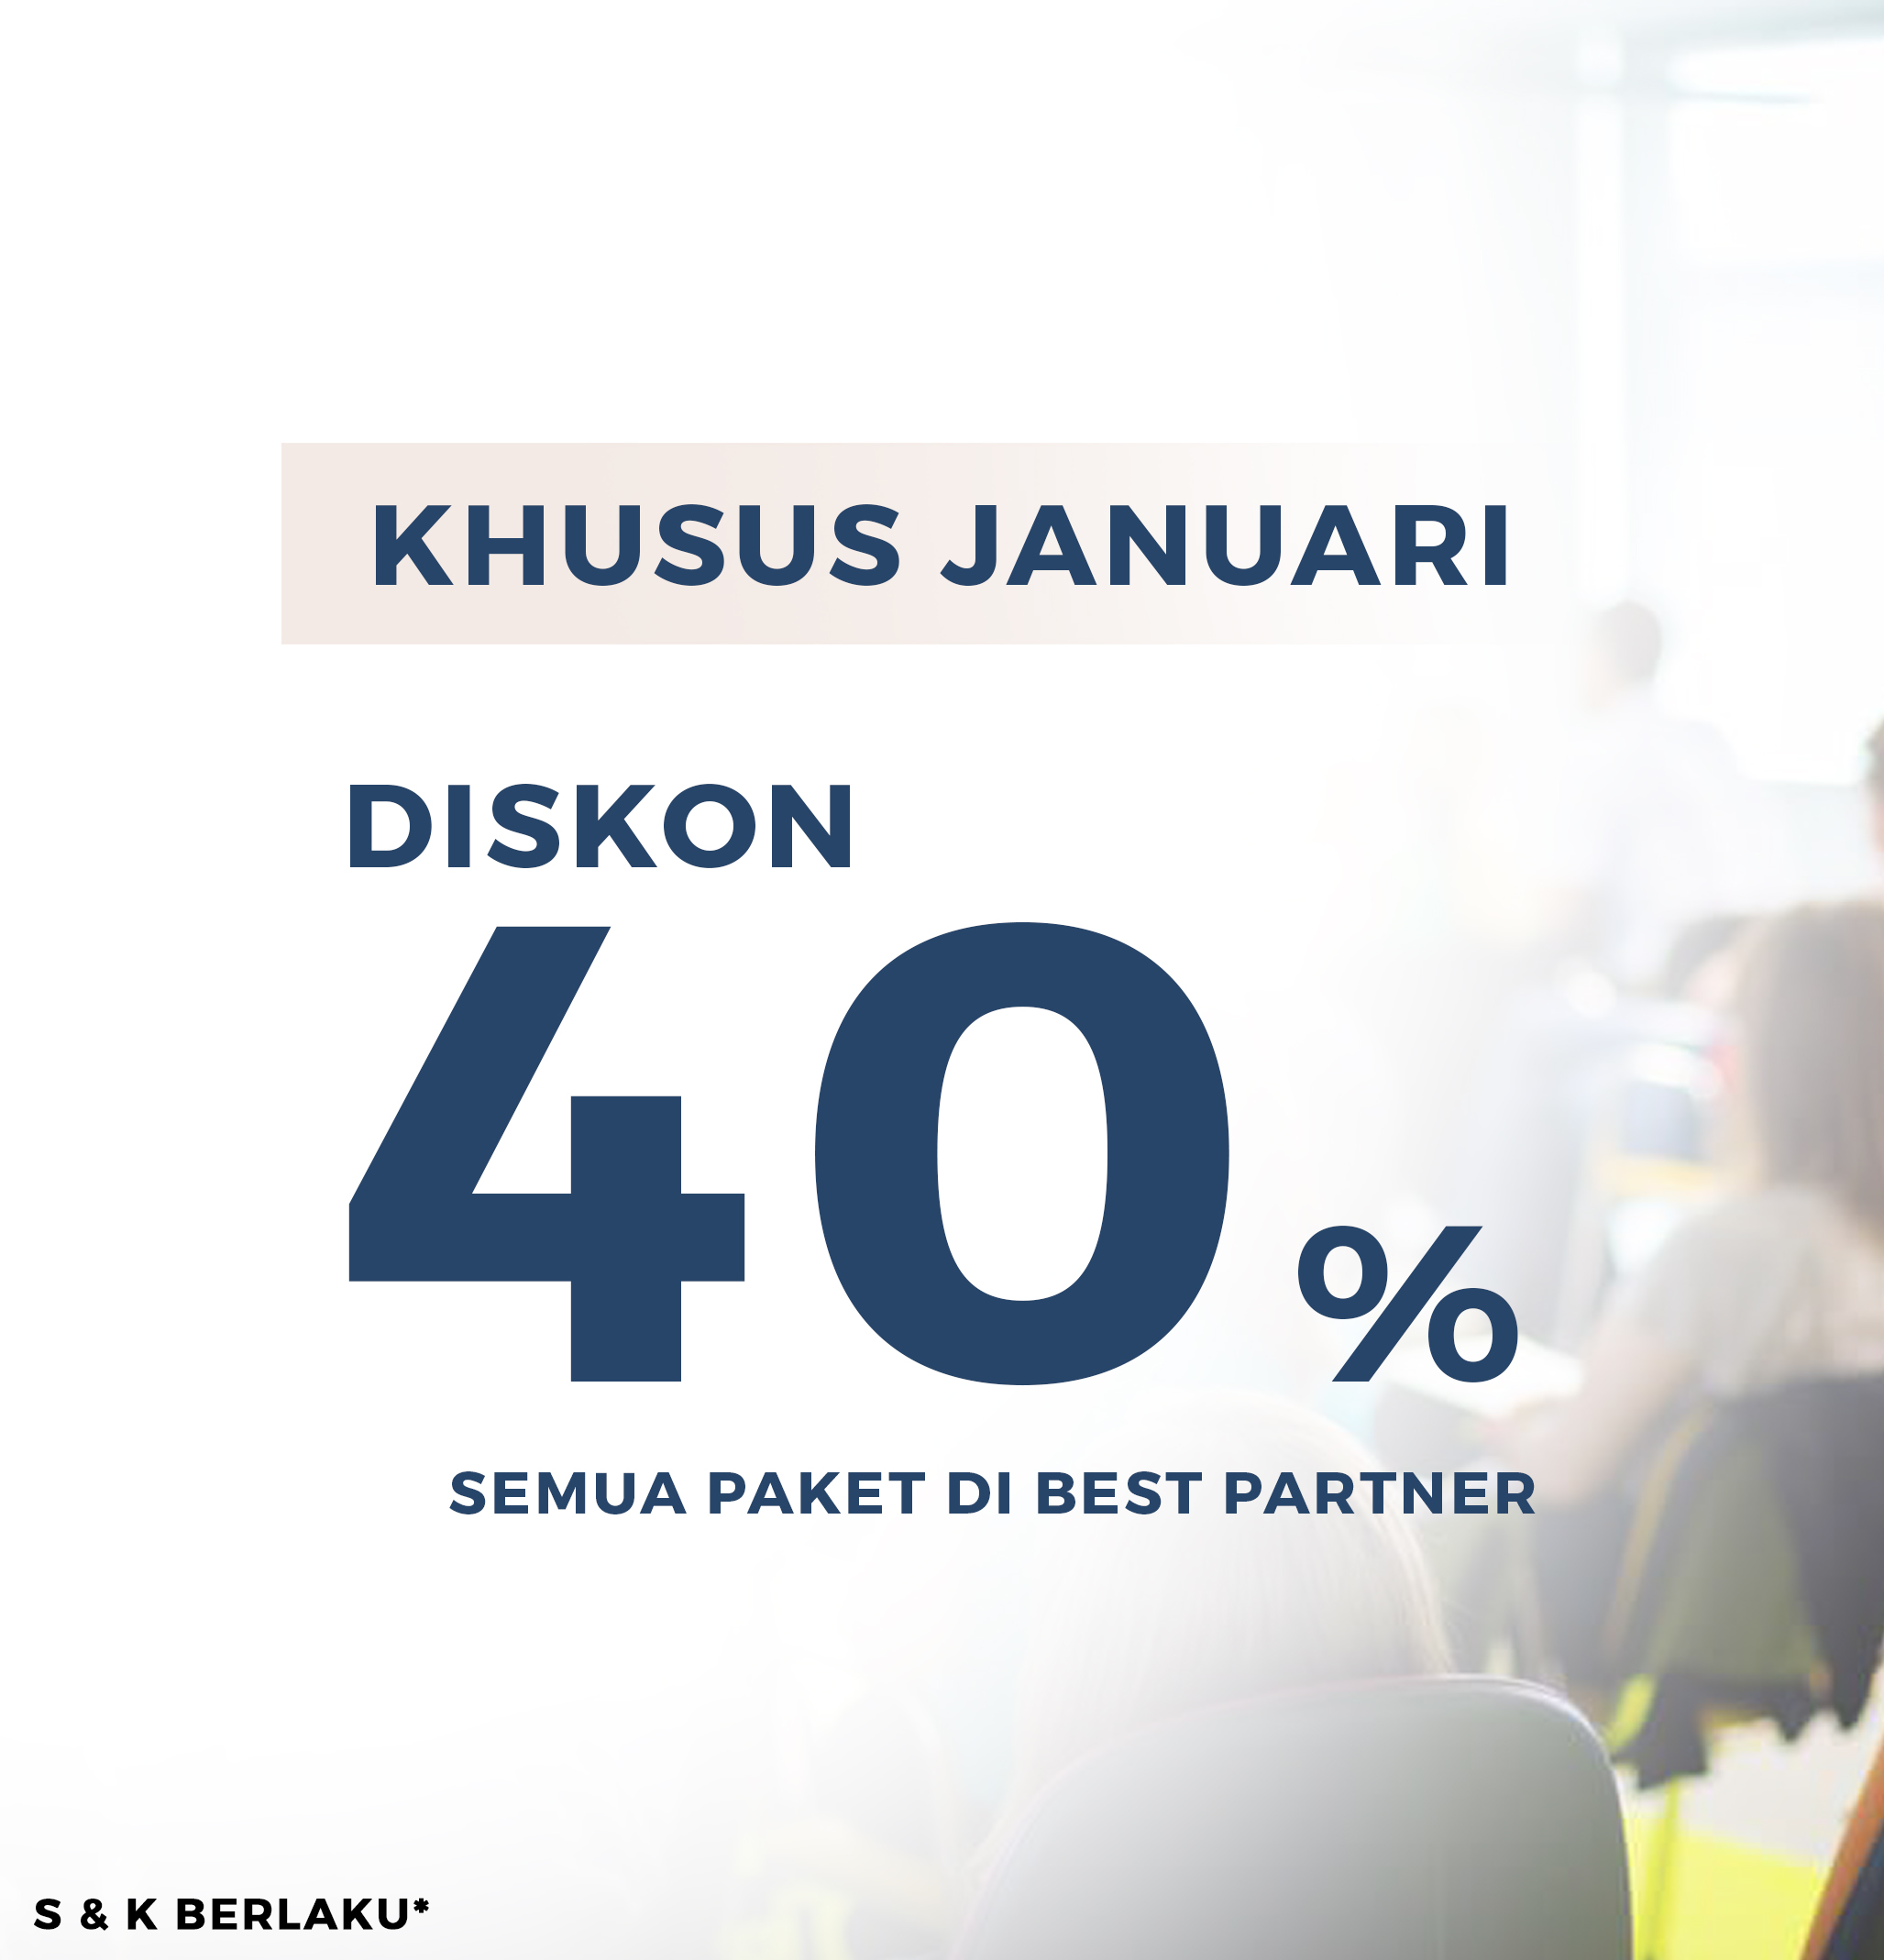 KHUSUS JANUARI
DISKON
40 %
SEMUA PAKET DI BEST PARTNER
S & K BERLAKU*